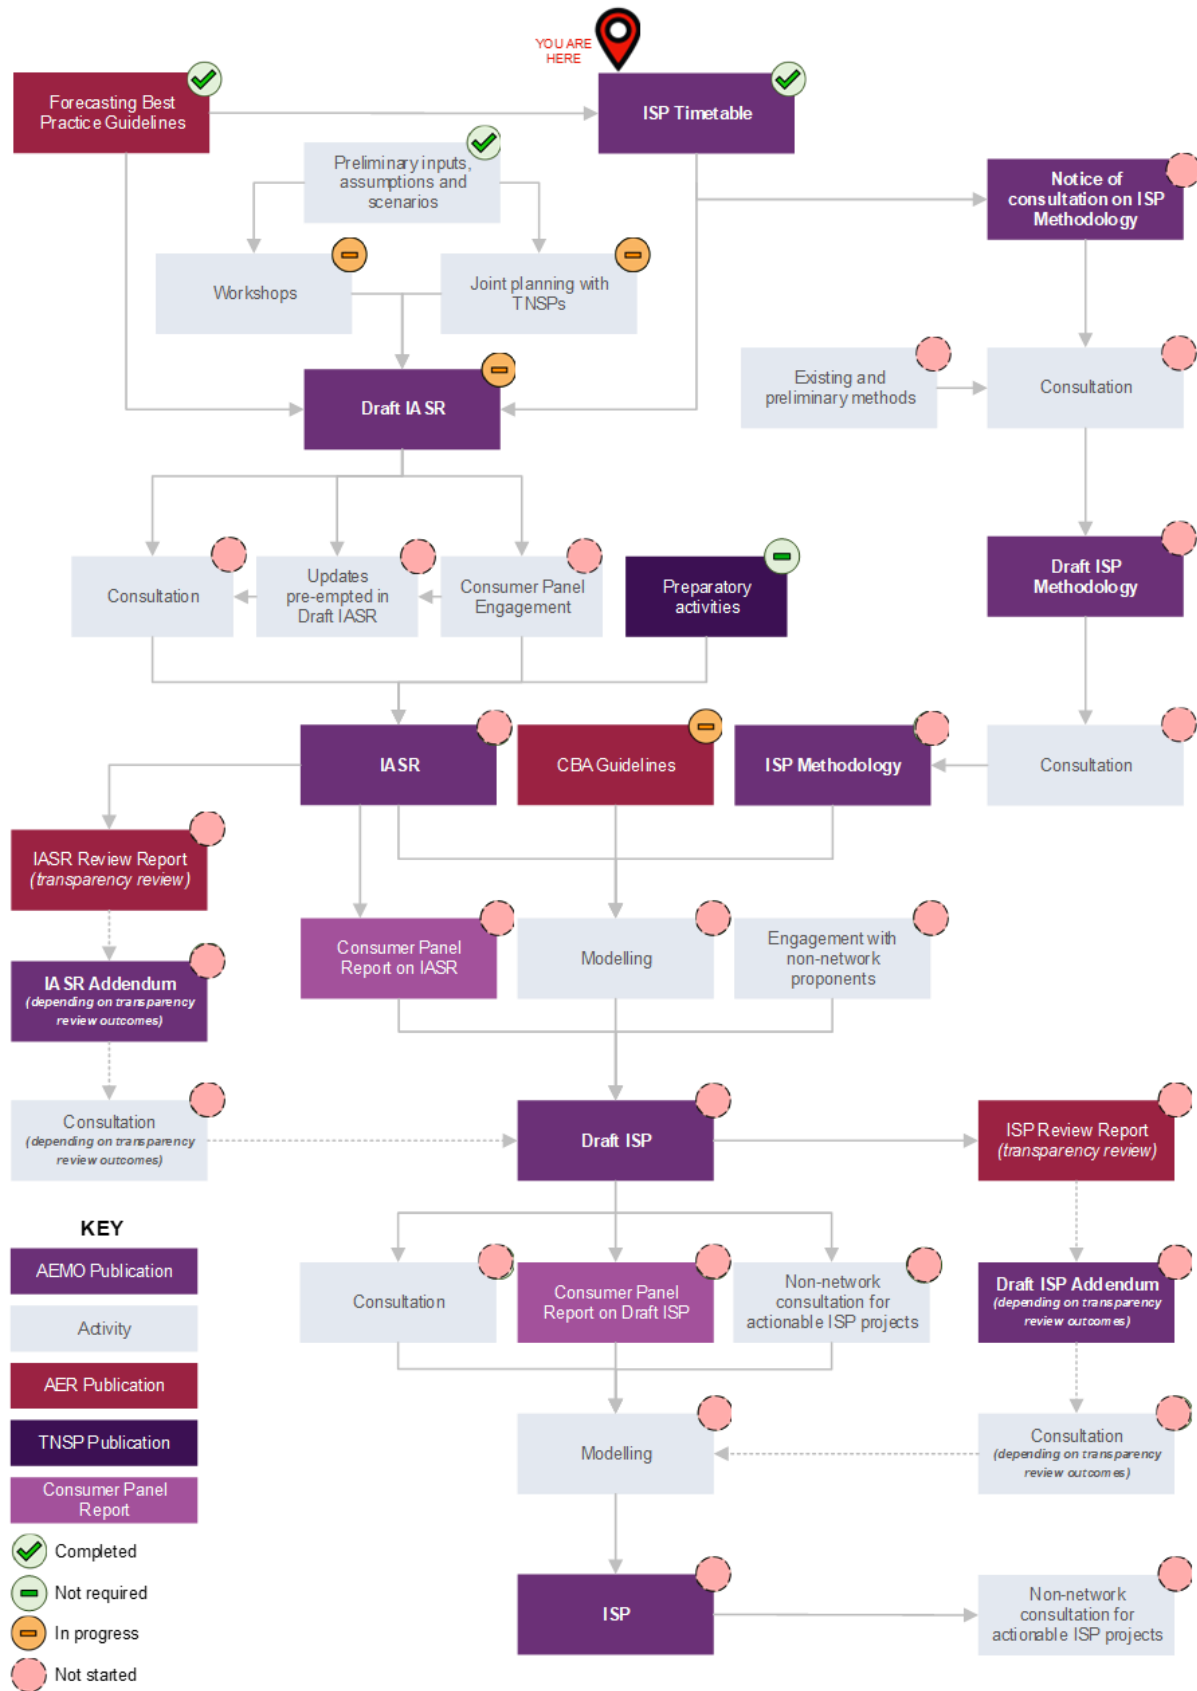 YOU ARE
HERE
Forecasting Best
Practice Guidelines
ISP Timetable
Preliminary inputs,
assumptions and
scenarios
Notice of
consultation on ISP
Methodology
Workshops
Joint planning with
TNSPs
Existing and
preliminary methods
Consultation
Draft IASR
Consultation
Updates
pre-empted in
Draft IASR
Consumer Panel
Engagement
Preparatory
activities
Draft ISP
Methodology
IASR
CBA Guidelines
ISP Methodology
Consultation
IASR Review Report
(transparency review)
Consumer Panel
Report on IASR
Modelling
Engagement with
non-network
proponents
IASR Addendum
(depending on transparency
review outcomes)
Consultation
(depending on transparency
review outcomes)
Draft ISP
ISP Review Report
(transparency review)
Consultation
Consumer Panel
Report on Draft ISP
Non-network
consultation for
actionable ISP projects
Draft ISP Addendum
(depending on transparency
review outcomes)
Modelling
Consultation
(depending on transparency
review outcomes)
ISP
Non-network
consultation for
actionable ISP projects
KEY
AEMO Publication
Activity
AER Publication
TNSP Publication
Consumer Panel
Report
Completed
Not required
In progress
Not started